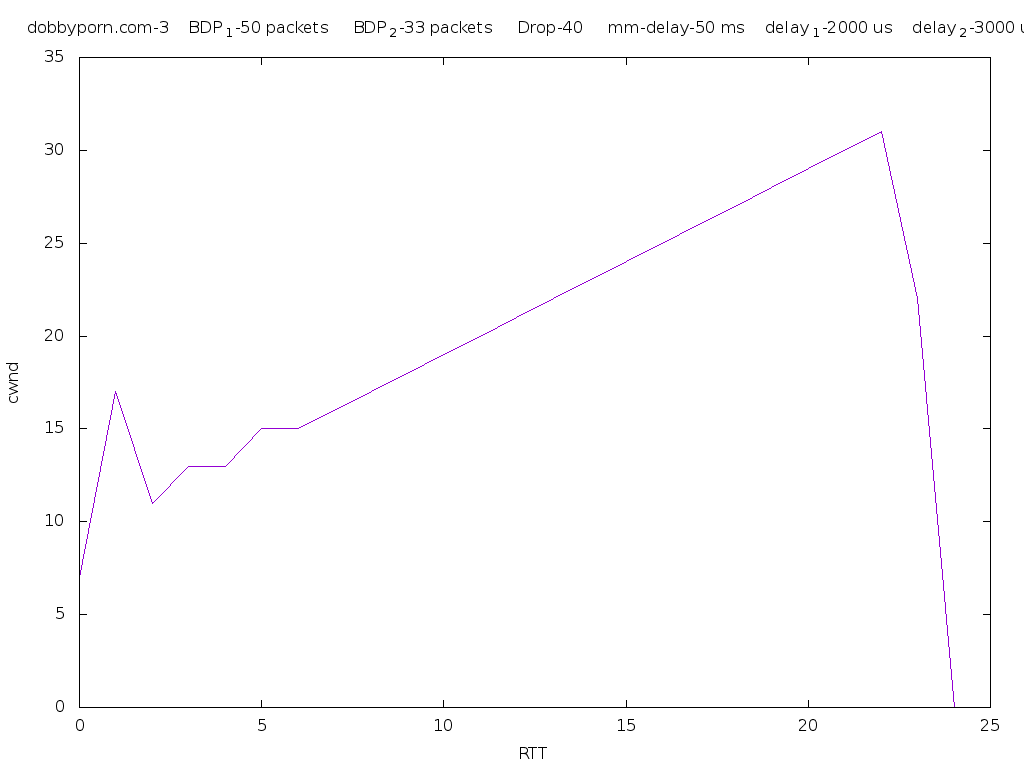 dobbyporn.com-3 BDP1-50 packets BDP2-33 packets Drop-40 mm-delay-50 ms delay1-2000 us delay2-3000 u
35
30
25
20
15
10
5
0
cwnd
0 5 10 15 20 25
RTT